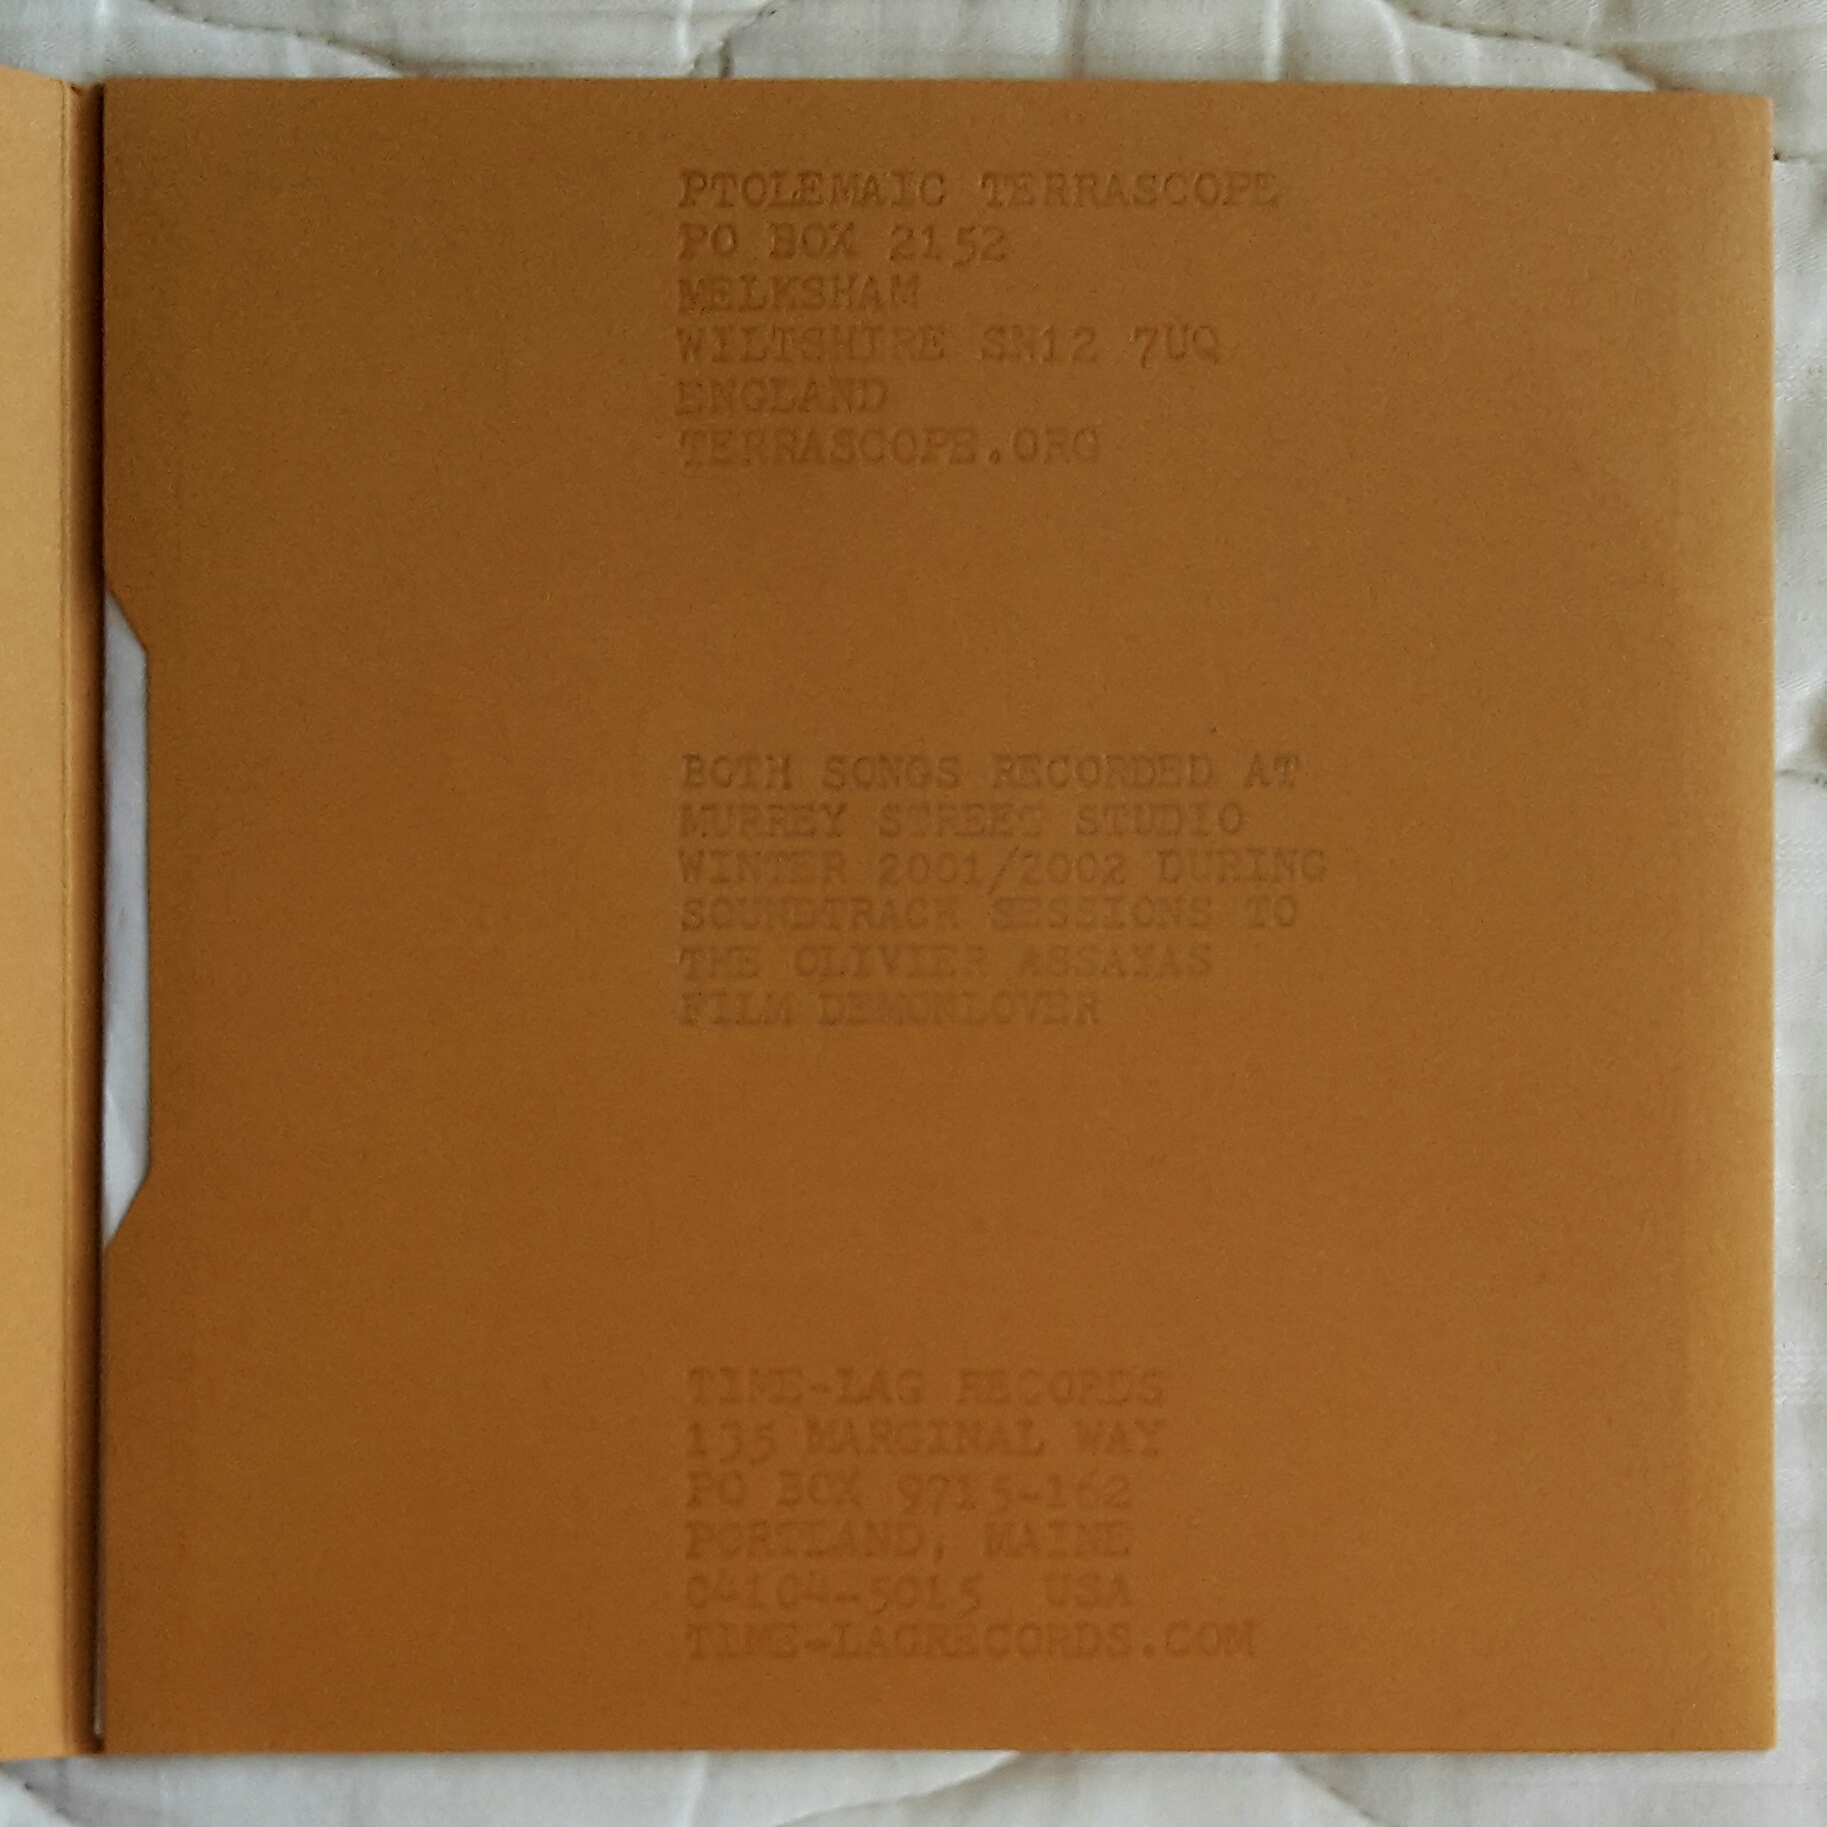 PTOLEMAIC TERRASCOPE
PO BOX 2152
MELKSHAM
WILTSHIRE SN12 7UQ
ENGLAND
TERRASCOPE.ORG
BOTH SONGS RECORDED AT
MURREY STREET STUDIO
WINTER 2001/2002 DURING
SOUNDTRACK SESSIONS TO
THE OLIVIER ASSAYAS
FILM DEMONLOVER
TIME-LAG RECORDS
135 MARGINAL WAY
PO BOX 9715-162
PORTLAND, MAINE
04104-5015 USA
TIME-LAGRECORDS.COM